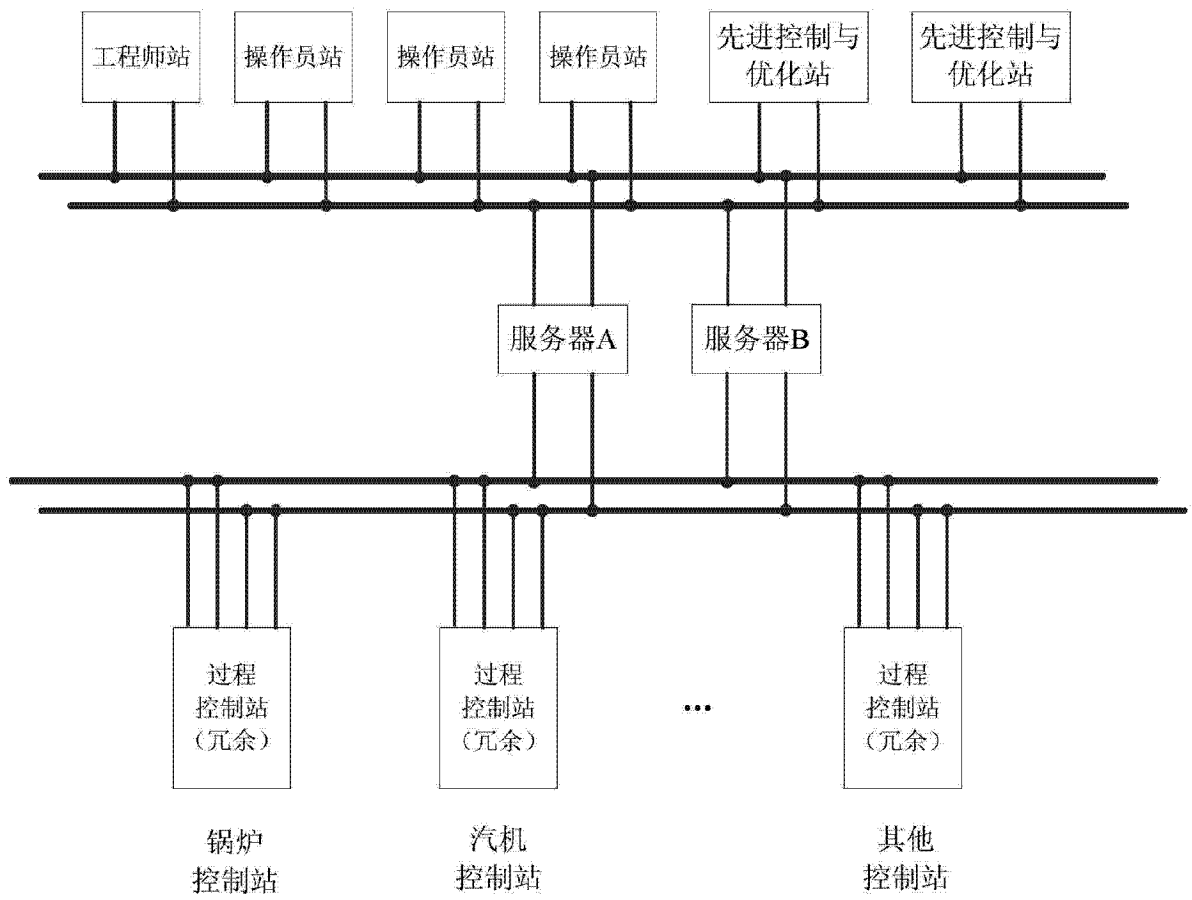 工程师站
操作员站
操作员站
操作员站
先进控制与
优化站
先进控制与
优化站
服务器A
服务器B
过程
控制站
（冗余）
过程
控制站
（冗余）
...
过程
控制站
（冗余）
锅炉
控制站
汽机
控制站
其他
控制站